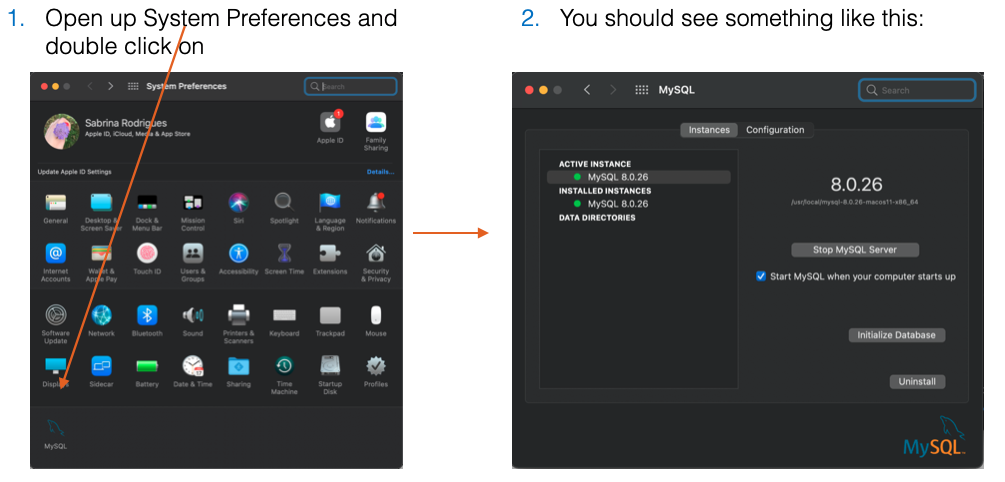 1. Open up System Preferences and
double click on
2. You should see something like this:
System Preferences
Search
Sabrina Rodrigues
Apple ID, iCloud, Media & App Store
1
Apple ID
Family
Sharing
Update Apple ID Settings
Details...
General
Desktop &
Screen Saver
Dock &
Menu Bar
Mission
Control
Siri
Spotlight
Language
& Region
Notifications
Internet
Accounts
Wallet &
Apple Pay
Touch ID
Users &
Groups
Accessibility
Screen Time
Extensions
Security
& Privacy
Software
Update
Network
Bluetooth
Sound
Printers &
Scanners
Keyboard
Trackpad
Mouse
Displays
Sidecar
Battery
Date & Time
Sharing
Time
Machine
Startup
Disk
Profiles
MySQL
MySQL
Search
Instances
Configuration
ACTIVE INSTANCE
MySQL 8.0.26
INSTALLED INSTANCES
MySQL 8.0.26
DATA DIRECTORIES
8.0.26
/usr/local/mysql-8.0.26-macos11-x86_64
Stop MySQL Server
Start MySQL when your computer starts up
Initialize Database
Uninstall
MySQL